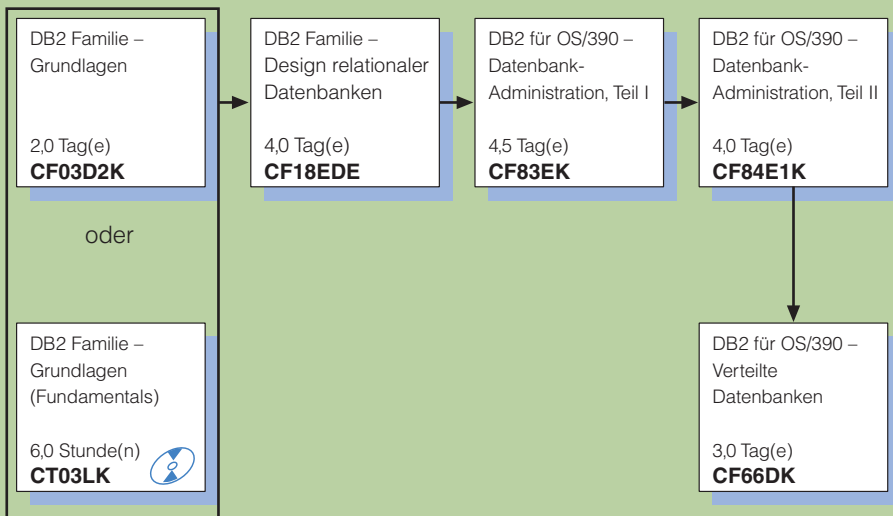 DB2 Familie –
Grundlagen
2,0 Tag(e)
CF03D2K
oder
DB2 Familie –
Grundlagen
(Fundamentals)
6,0 Stunde(n)
CT03LK
DB2 Familie –
Design relationaler
Datenbanken
4,0 Tag(e)
CF18EDE
DB2 für OS/390 –
Datenbank-
Administration, Teil I
4,5 Tag(e)
CF83EK
DB2 für OS/390 –
Datenbank-
Administration, Teil II
4,0 Tag(e)
CF84E1K
DB2 für OS/390 –
Verteilte
Datenbanken
3,0 Tag(e)
CF66DK